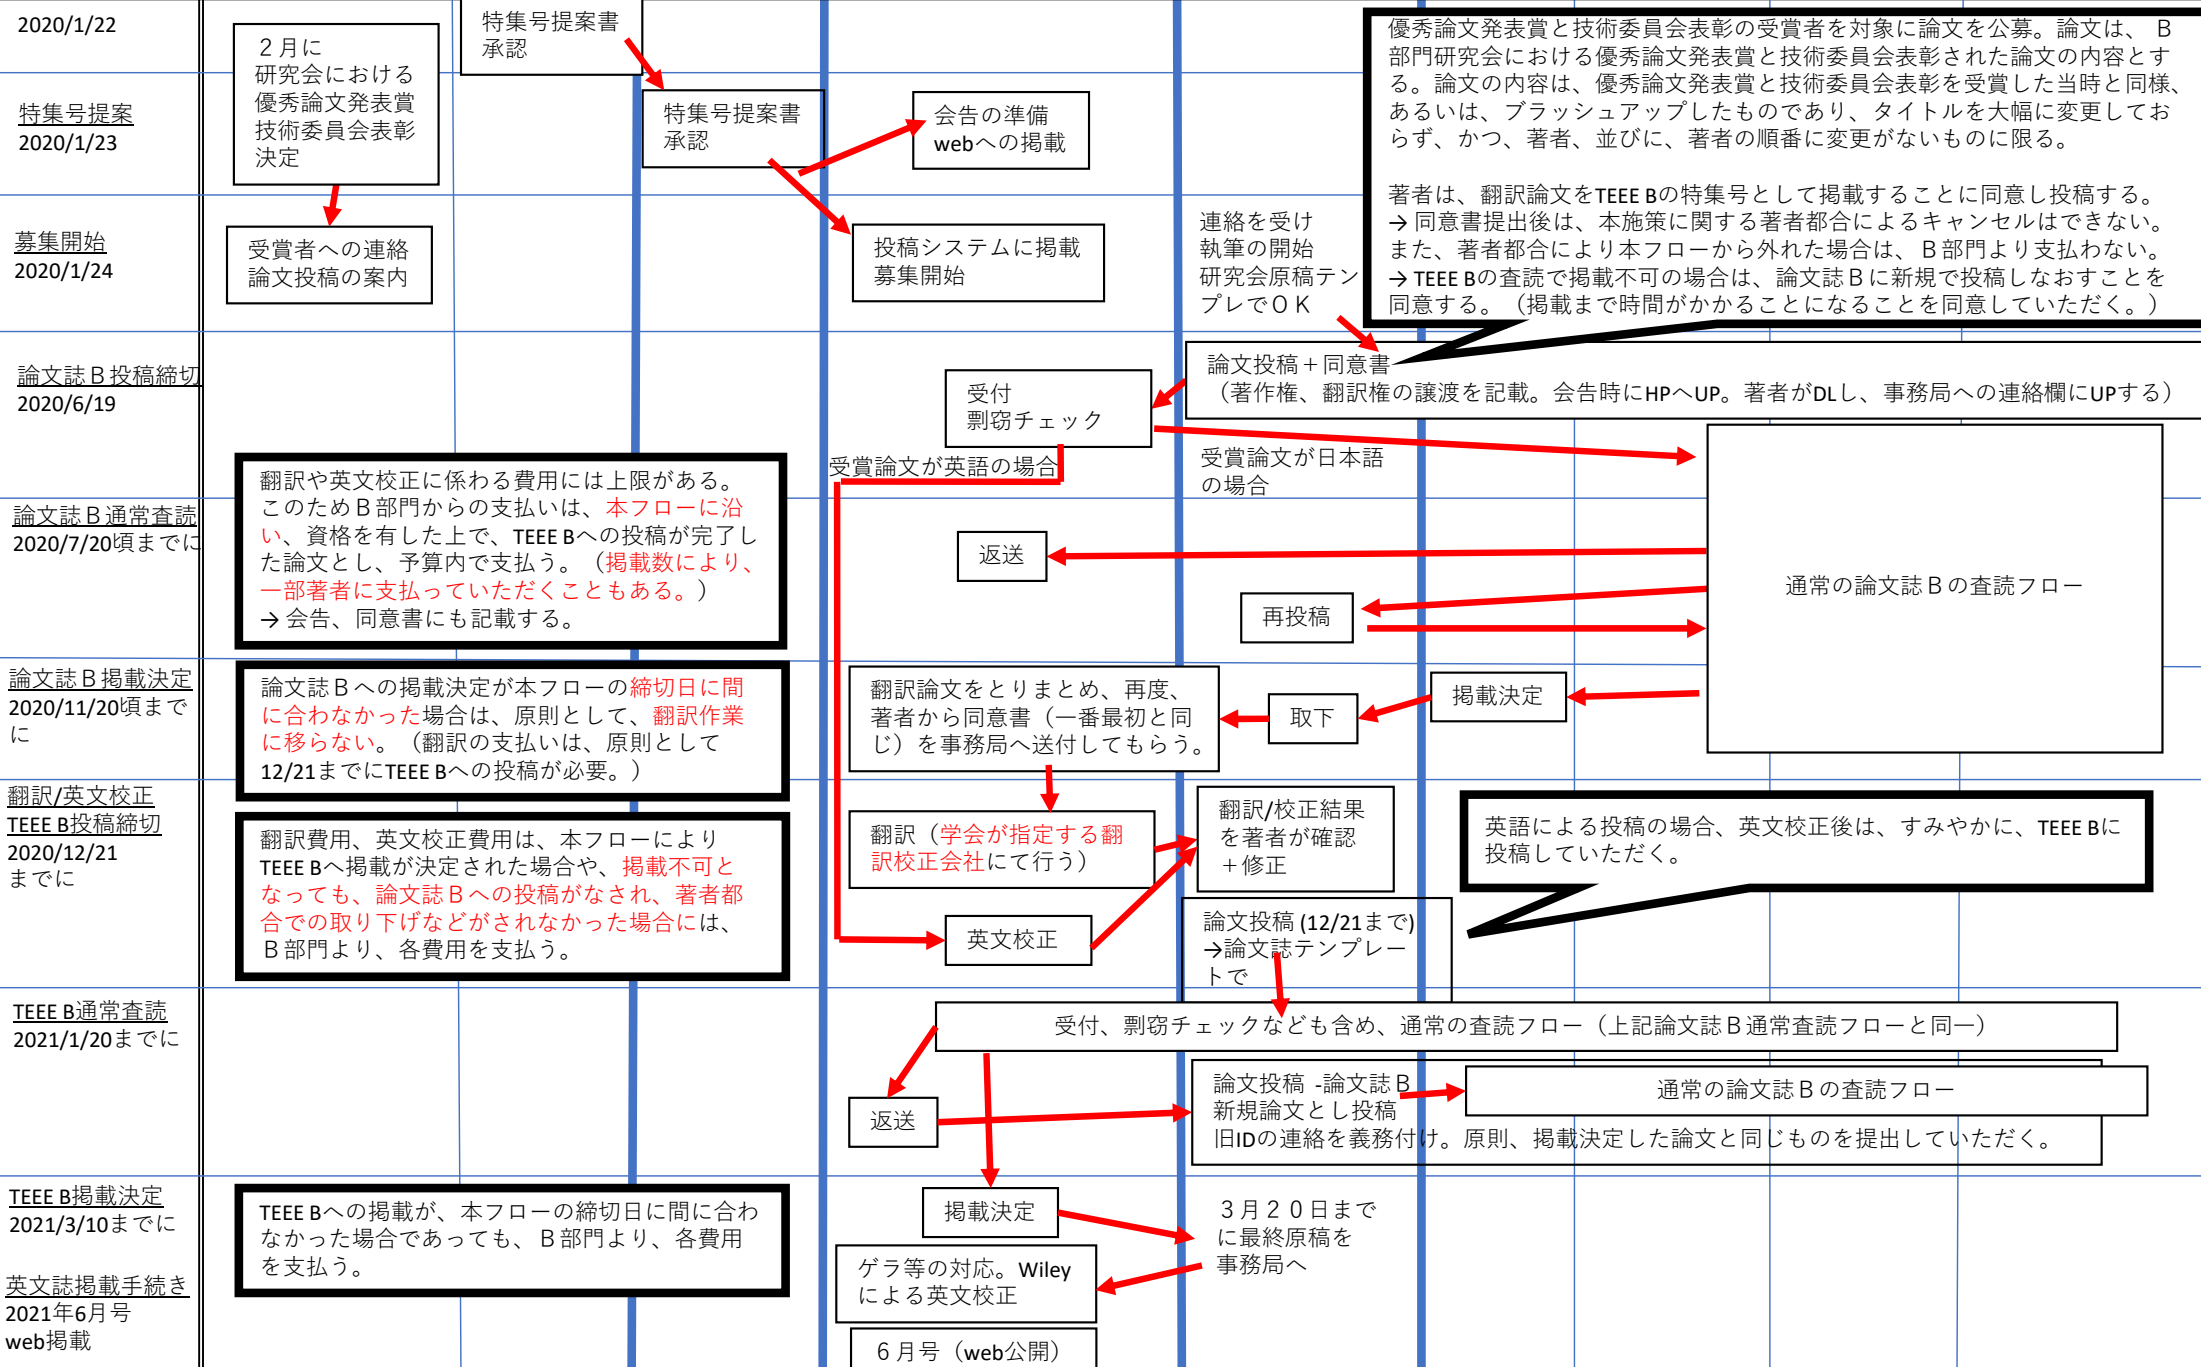 2020/1/22
特集号提案
2020/1/23
募集開始
2020/1/24
論文誌Ｂ投稿締切
2020/6/19
論文誌Ｂ通常査読
2020/7/20頃までに
論文誌Ｂ掲載決定
2020/11/20頃まで
に
翻訳/英文校正
TEEE B投稿締切
2020/12/21
までに
TEEE B通常査読
2021/1/20までに
TEEE B掲載決定
2021/3/10までに
英文誌掲載手続き
2021年6月号
web掲載
２月に
研究会における
優秀論文発表賞
技術委員会表彰
決定
受賞者への連絡
論文投稿の案内
特集号提案書
承認
特集号提案書
承認
会告の準備
webへの掲載
投稿システムに掲載
募集開始
連絡を受け
執筆の開始
研究会原稿テン
プレでＯＫ
優秀論文発表賞と技術委員会表彰の受賞者を対象に論文を公募。論文は、Ｂ
部門研究会における優秀論文発表賞と技術委員会表彰された論文の内容とす
る。論文の内容は、優秀論文発表賞と技術委員会表彰を受賞した当時と同様、
あるいは、ブラッシュアップしたものであり、タイトルを大幅に変更してお
らず、かつ、著者、並びに、著者の順番に変更がないものに限る。
著者は、翻訳論文をTEEE Bの特集号として掲載することに同意し投稿する。
→ 同意書提出後は、本施策に関する著者都合によるキャンセルはできない。
また、著者都合により本フローから外れた場合は、Ｂ部門より支払わない。
→ TEEE Bの査読で掲載不可の場合は、論文誌Ｂに新規で投稿しなおすことを
同意する。（掲載まで時間がかかることになることを同意していただく。）
論文投稿＋同意書
（著作権、翻訳権の譲渡を記載。会告時にHPへUP。著者がDLし、事務局への連絡欄にUPする）
受付
剽窃チェック
受賞論文が英語の場合
受賞論文が日本語
の場合
通常の論文誌Ｂの査読フロー
返送
再投稿
掲載決定
取下
翻訳論文をとりまとめ、再度、
著者から同意書（一番最初と同
じ）を事務局へ送付してもらう。
翻訳（学会が指定する翻
訳校正会社にて行う）
翻訳/校正結果
を著者が確認
＋修正
英文校正
論文投稿 (12/21まで)
→論文誌テンプレー
トで
英語による投稿の場合、英文校正後は、すみやかに、TEEE Bに
投稿していただく。
翻訳や英文校正に係わる費用には上限がある。
このためＢ部門からの支払いは、本フローに沿
い、資格を有した上で、TEEE Bへの投稿が完了し
た論文とし、予算内で支払う。（掲載数により、
一部著者に支払っていただくこともある。）
→ 会告、同意書にも記載する。
論文誌Ｂへの掲載決定が本フローの締切日に間
に合わなかった場合は、原則として、翻訳作業
に移らない。（翻訳の支払いは、原則として
12/21までにTEEE Bへの投稿が必要。）
翻訳費用、英文校正費用は、本フローにより
TEEE Bへ掲載が決定された場合や、掲載不可と
なっても、論文誌Ｂへの投稿がなされ、著者都
合での取り下げなどがされなかった場合には、
Ｂ部門より、各費用を支払う。
受付、剽窃チェックなども含め、通常の査読フロー（上記論文誌Ｂ通常査読フローと同一）
返送
論文投稿 -論文誌Ｂ
新規論文とし投稿
旧IDの連絡を義務付け。原則、掲載決定した論文と同じものを提出していただく。
通常の論文誌Ｂの査読フロー
TEEE Bへの掲載が、本フローの締切日に間に合わ
なかった場合であっても、Ｂ部門より、各費用
を支払う。
掲載決定
３月２０日まで
に最終原稿を
事務局へ
ゲラ等の対応。Wiley
による英文校正
６月号（web公開）